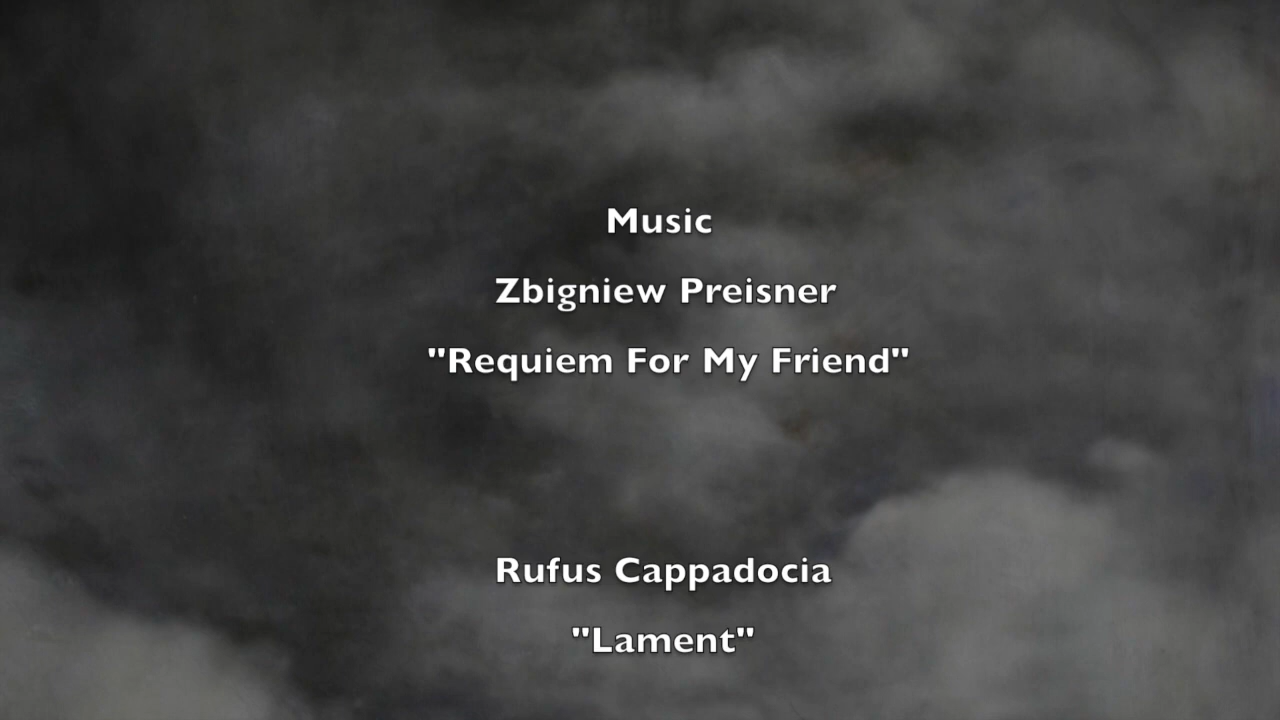 Music
Zbigniew Preisner
"Requiem For My Friend"
Rufus Cappadocia
"Lament"